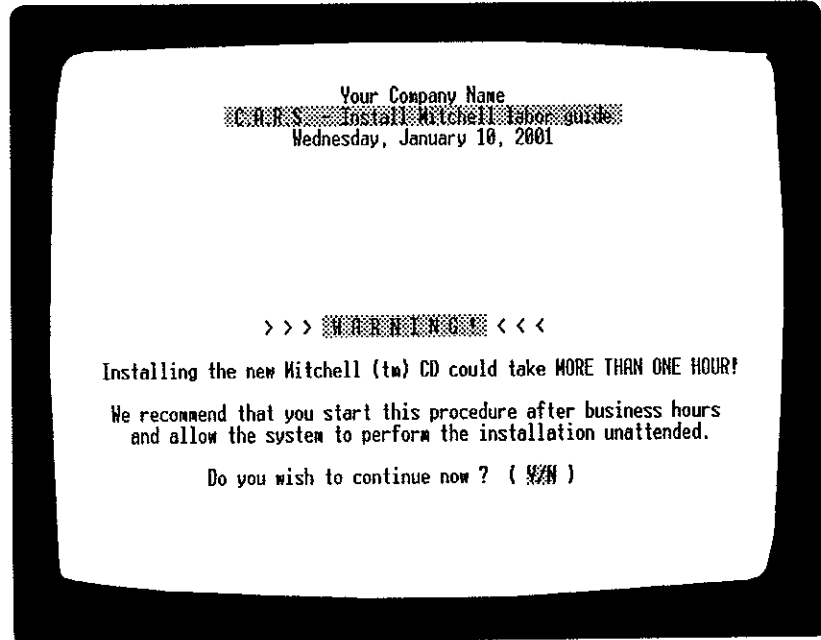 Your Company Name
C.A.R.S. - Install Mitchell labor guide
Wednesday, January 10, 2001
> > > W A R N I N G ! < < <
Installing the new Mitchell (tm) CD could take MORE THAN ONE HOUR!
We recommend that you start this procedure after business hours
and allow the system to perform the installation unattended.
Do you wish to continue now ? ( Y/N )